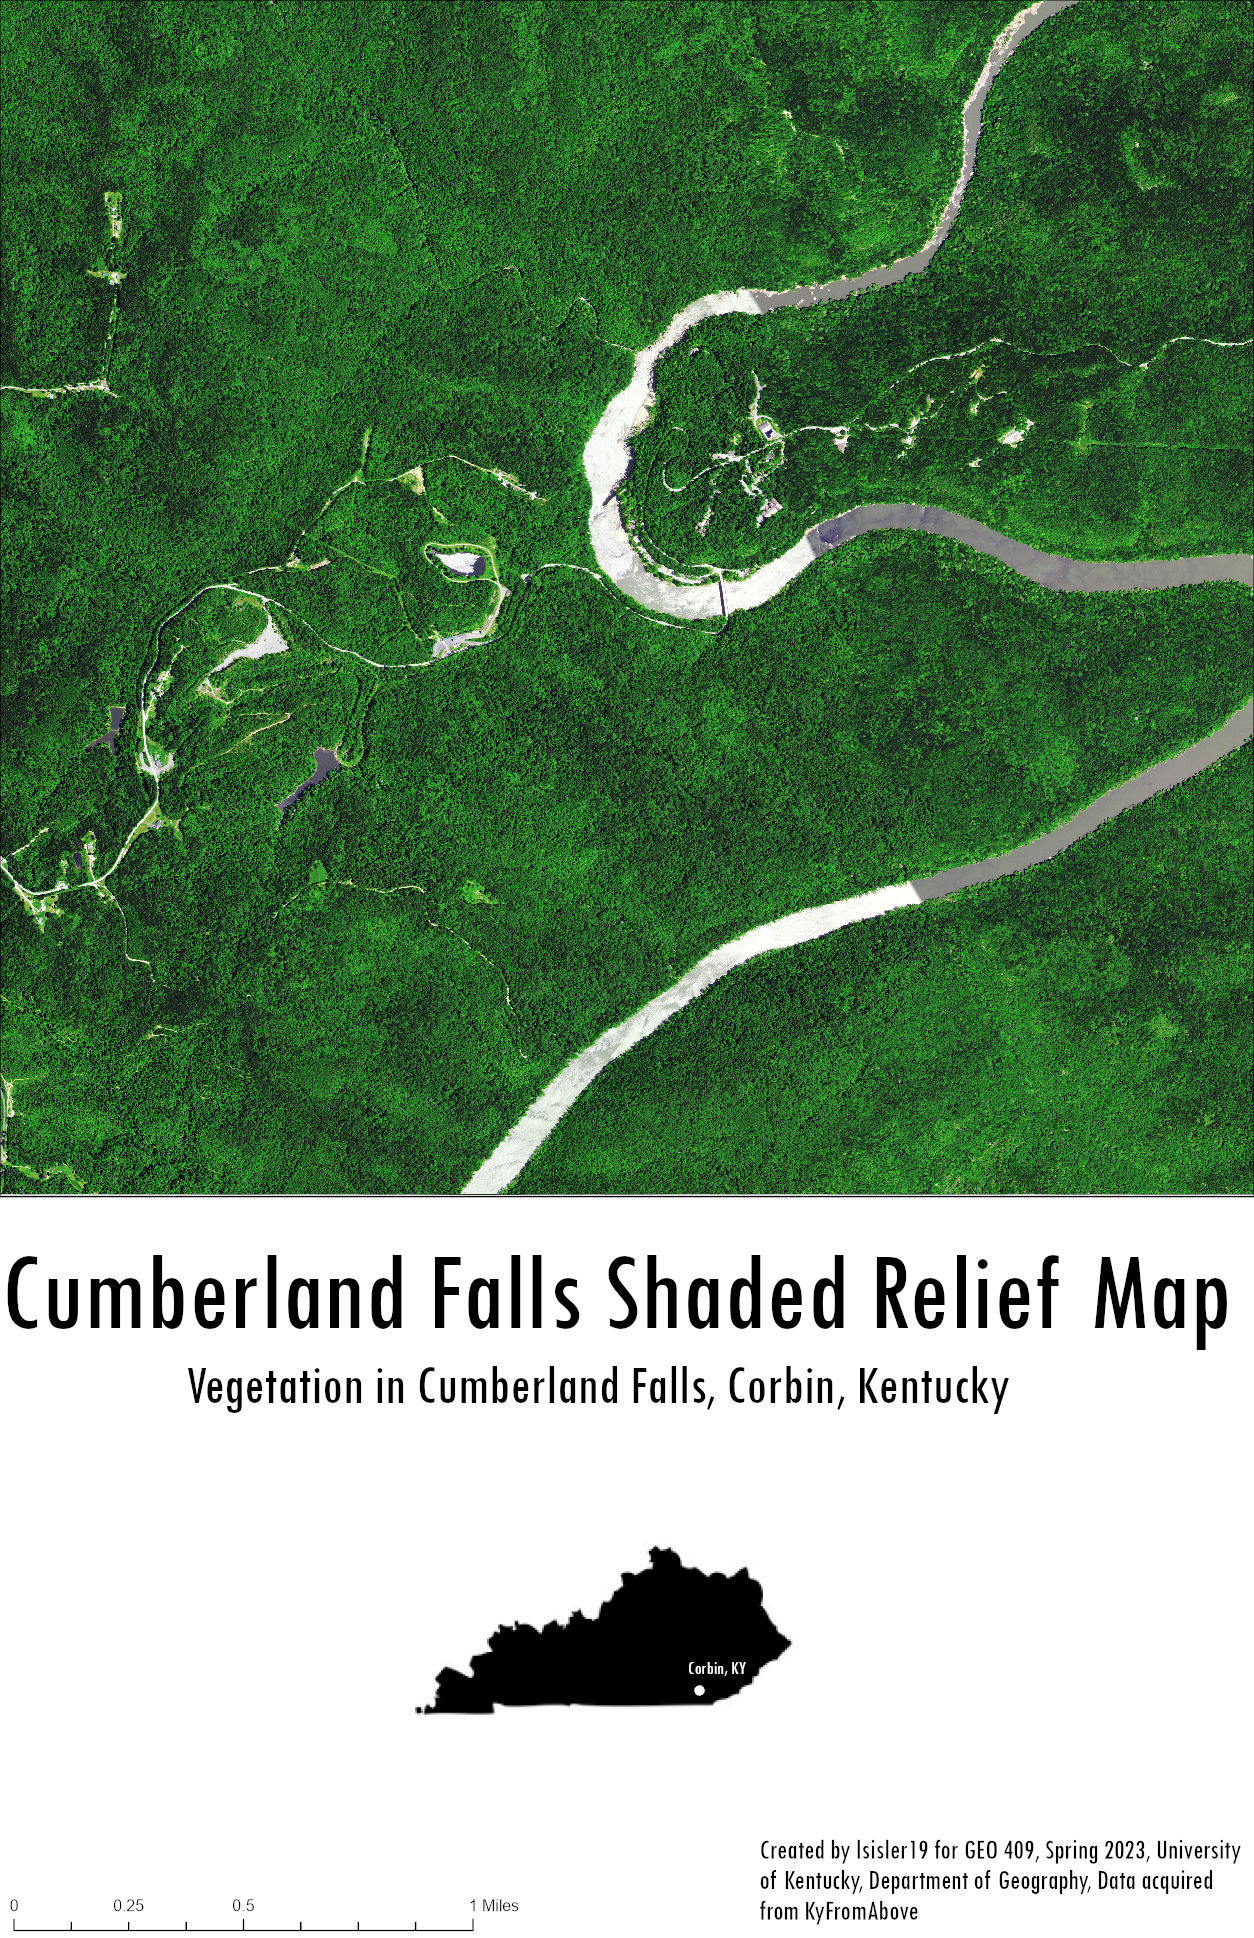 Cumberland Falls Shaded Relief Map
Vegetation in Cumberland Falls, Corbin, Kentucky
Corbin, KY
Created by lsisler19 for GEO 409, Spring 2023, University
of Kentucky, Department of Geography, Data acquired
from KyFromAbove
0 0.25 0.5 1 Miles